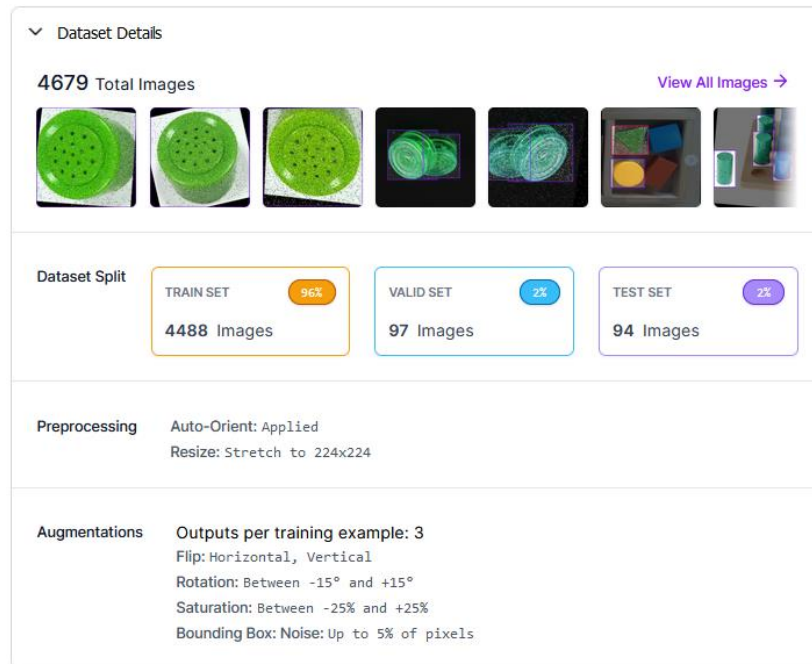 Dataset Details
4679 Total Images
View All Images →
Dataset Split
TRAIN SET 96%
4488 Images
VALID SET 2%
97 Images
TEST SET 2%
94 Images
Preprocessing
Auto-Orient: Applied
Resize: Stretch to 224x224
Augmentations
Outputs per training example: 3
Flip: Horizontal, Vertical
Rotation: Between -15° and +15°
Saturation: Between -25% and +25%
Bounding Box: Noise: Up to 5% of pixels